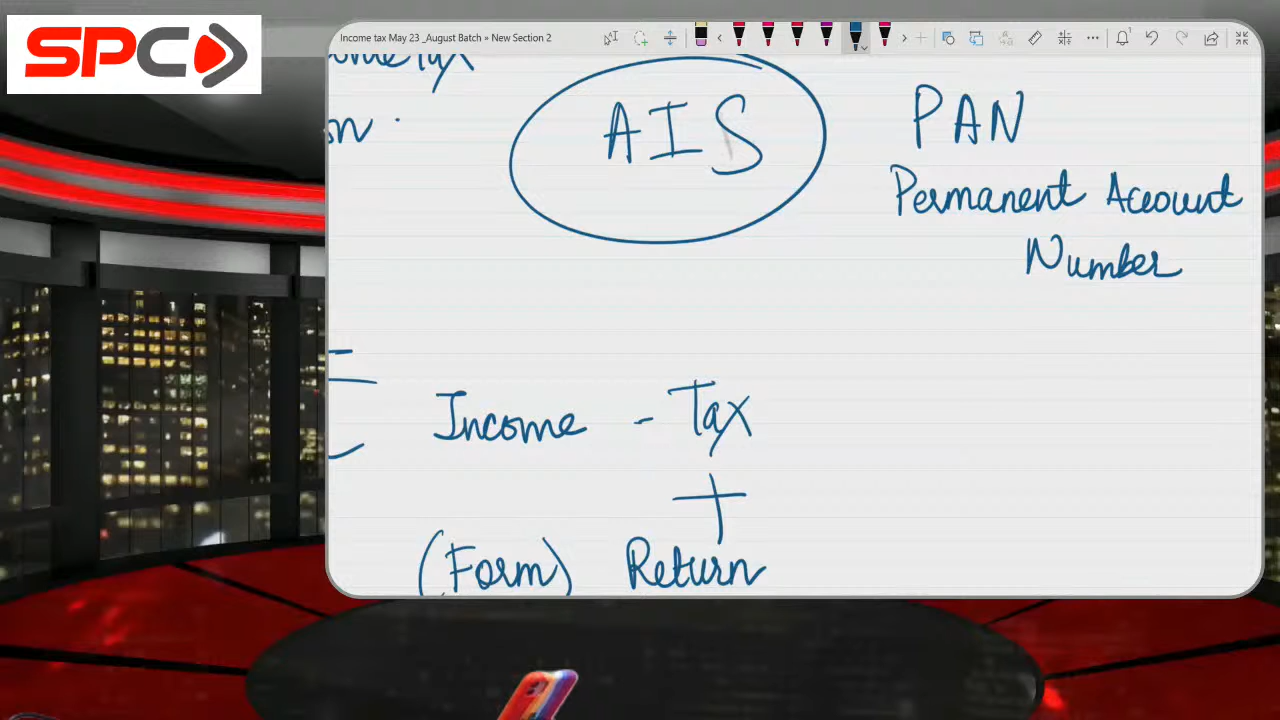 SPC
Income tax May 23 _August Batch » New Section 2
AIS
PAN
Permanent Account
Number
Income - Tax
+
(Form) Return